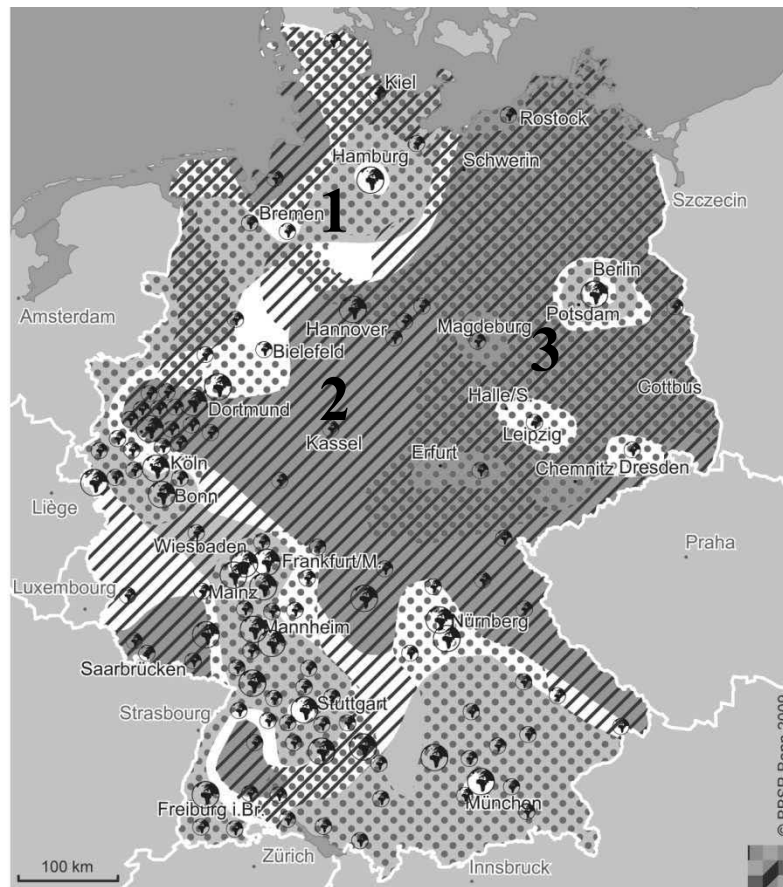 Kiel
Rostock
Hamburg
Schwerin
1
Szczecin
Bremen
Berlin
Amsterdam
Potsdam
Hannover
Magdeburg
3
Bielefeld
2
Halle/S.
Cottbus
Dortmund
Leipzig
Kassel
Erfurt
Köln
Chemnitz
Dresden
Bonn
Liège
Wiesbaden
Frankfurt/M.
Praha
Luxembourg
Mainz
Mannheim
Nürnberg
Saarbrücken
Stuttgart
Strasbourg
München
Freiburg i.Br.
Zürich
Innsbruck
100 km
© BBSR Bonn 2009